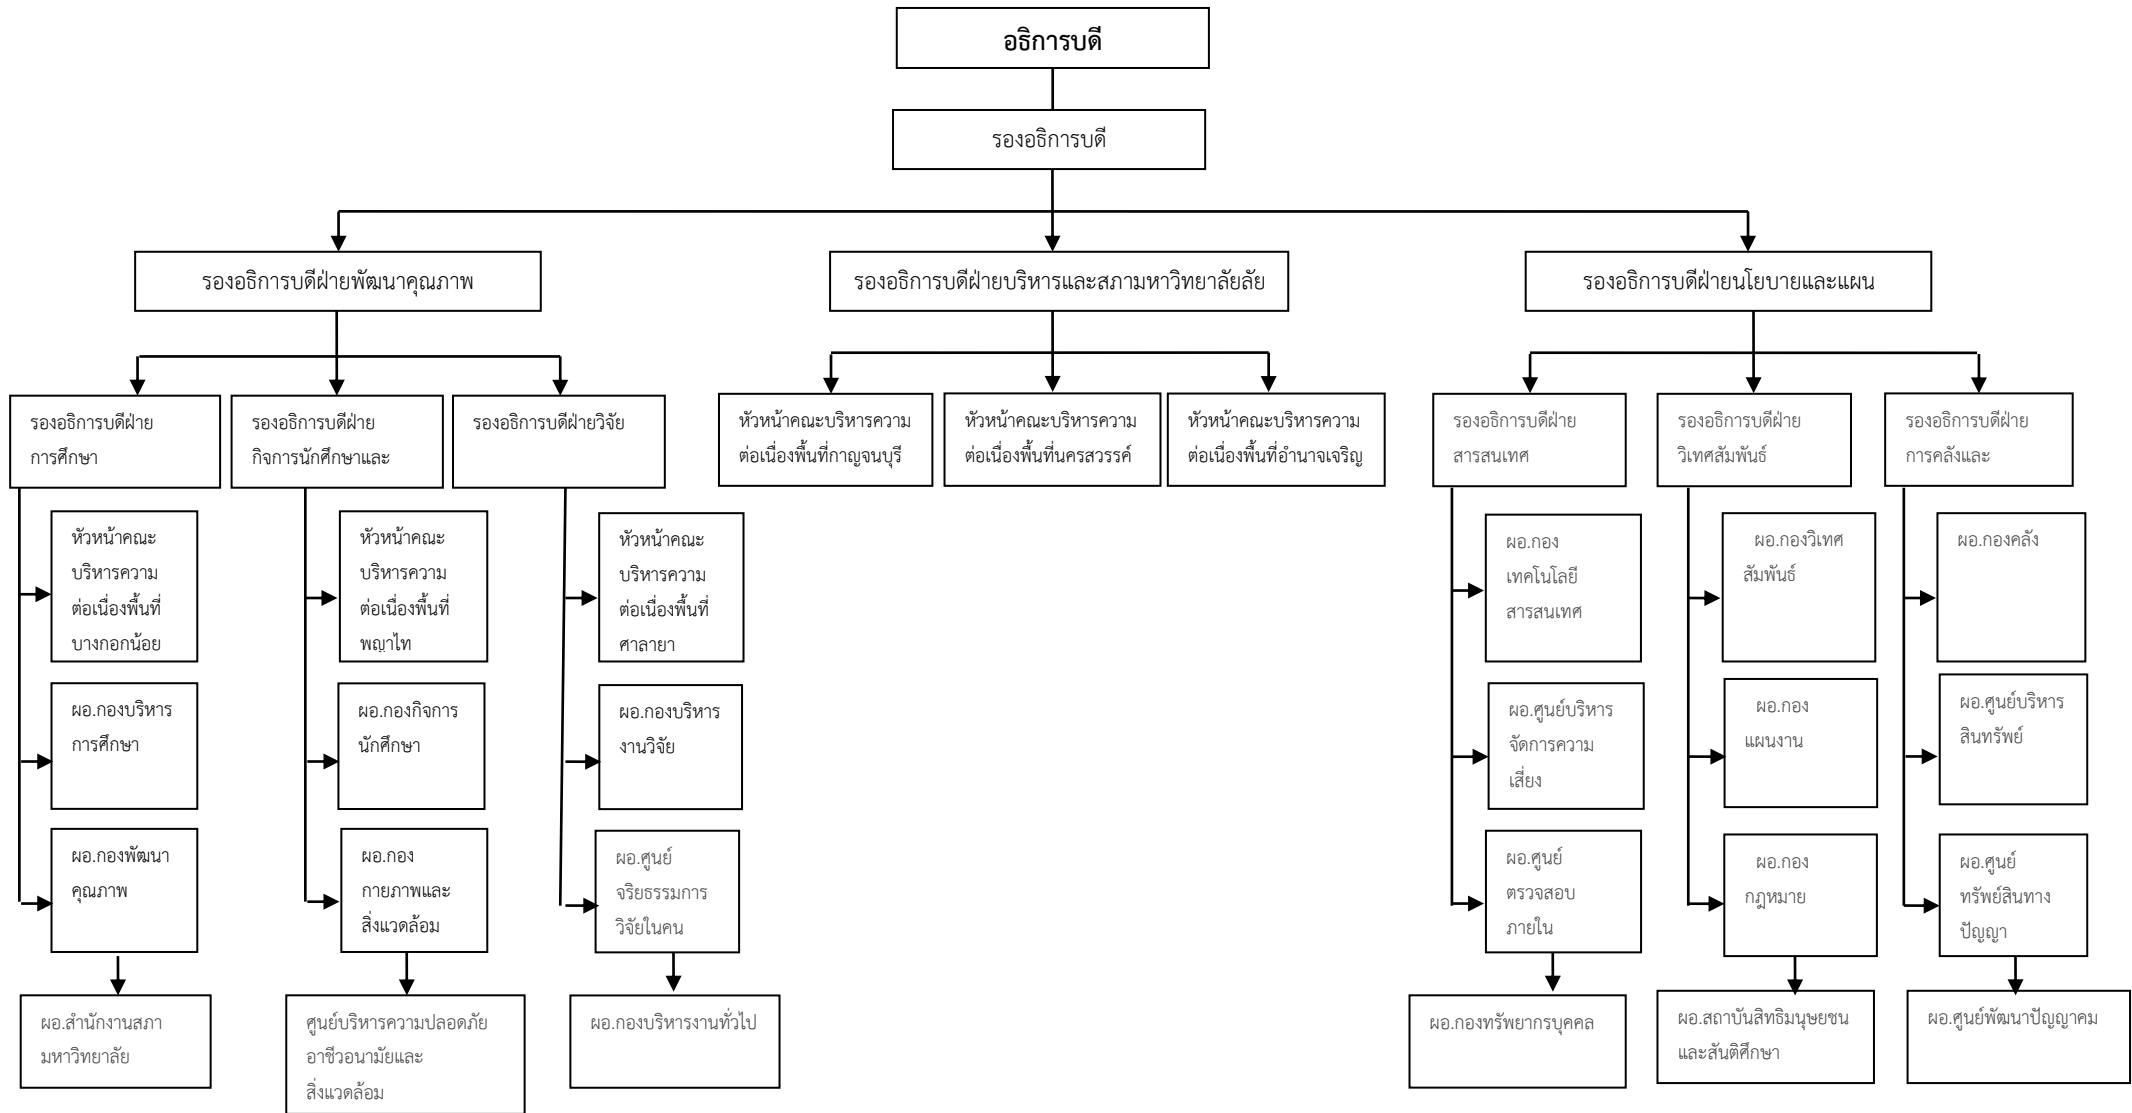 อธิการบดี
รองอธิการบดี
รองอธิการบดีฝ่ายพัฒนาคุณภาพ
รองอธิการบดีฝ่ายบริหารและสภามหาวิทยาลัยลัย
รองอธิการบดีฝ่ายนโยบายและแผน
รองอธิการบดีฝ่าย
การศึกษา
รองอธิการบดีฝ่าย
กิจการนักศึกษาและ
รองอธิการบดีฝ่ายวิจัย
หัวหน้าคณะบริหารความ
ต่อเนื่องพื้นที่กาญจนบุรี
หัวหน้าคณะบริหารความ
ต่อเนื่องพื้นที่นครสวรรค์
หัวหน้าคณะบริหารความ
ต่อเนื่องพื้นที่อำนาจเจริญ
รองอธิการบดีฝ่าย
สารสนเทศ
รองอธิการบดีฝ่าย
วิเทศสัมพันธ์
รองอธิการบดีฝ่าย
การคลังและ
หัวหน้าคณะ
บริหารความ
ต่อเนื่องพื้นที่
บางกอกน้อย
หัวหน้าคณะ
บริหารความ
ต่อเนื่องพื้นที่
พญาไท
หัวหน้าคณะ
บริหารความ
ต่อเนื่องพื้นที่
ศาลายา
ผอ.กอง
เทคโนโลยี
สารสนเทศ
ผอ.กองวิเทศ
สัมพันธ์
ผอ.กองคลัง
ผอ.กองบริหาร
การศึกษา
ผอ.กองกิจการ
นักศึกษา
ผอ.กองบริหาร
งานวิจัย
ผอ.ศูนย์บริหาร
จัดการความ
เสี่ยง
ผอ.กอง
แผนงาน
ผอ.ศูนย์บริหาร
สินทรัพย์
ผอ.กองพัฒนา
คุณภาพ
ผอ.กอง
กายภาพและ
สิ่งแวดล้อม
ผอ.ศูนย์
จริยธรรมการ
วิจัยในคน
ผอ.ศูนย์
ตรวจสอบ
ภายใน
ผอ.กอง
กฎหมาย
ผอ.ศูนย์
ทรัพย์สินทาง
ปัญญา
ผอ.สำนักงานสภา
มหาวิทยาลัย
ศูนย์บริหารความปลอดภัย
อาชีวอนามัยและ
สิ่งแวดล้อม
ผอ.กองบริหารงานทั่วไป
ผอ.กองทรัพยากรบุคคล
ผอ.สถาบันสิทธิมนุษยชน
และสันติศึกษา
ผอ.ศูนย์พัฒนาปัญญาคม